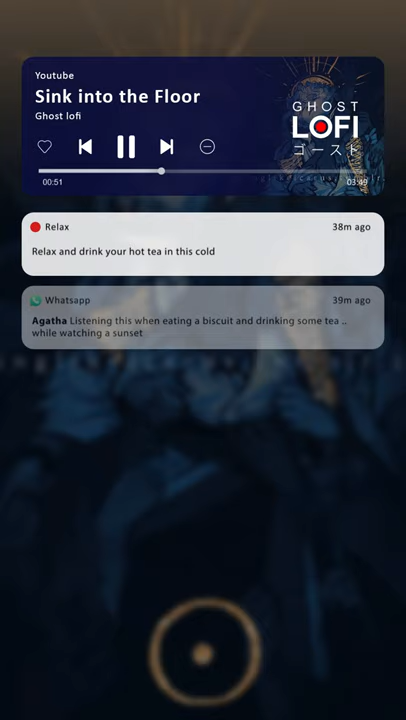 Youtube
Sink into the Floor
Ghost lofi
GHOST
LOFI
ゴースト
00:51
03:49
Relax
38m ago
Relax and drink your hot tea in this cold
Whatsapp
39m ago
Agatha Listening this when eating a biscuit and drinking some tea ..
while watching a sunset